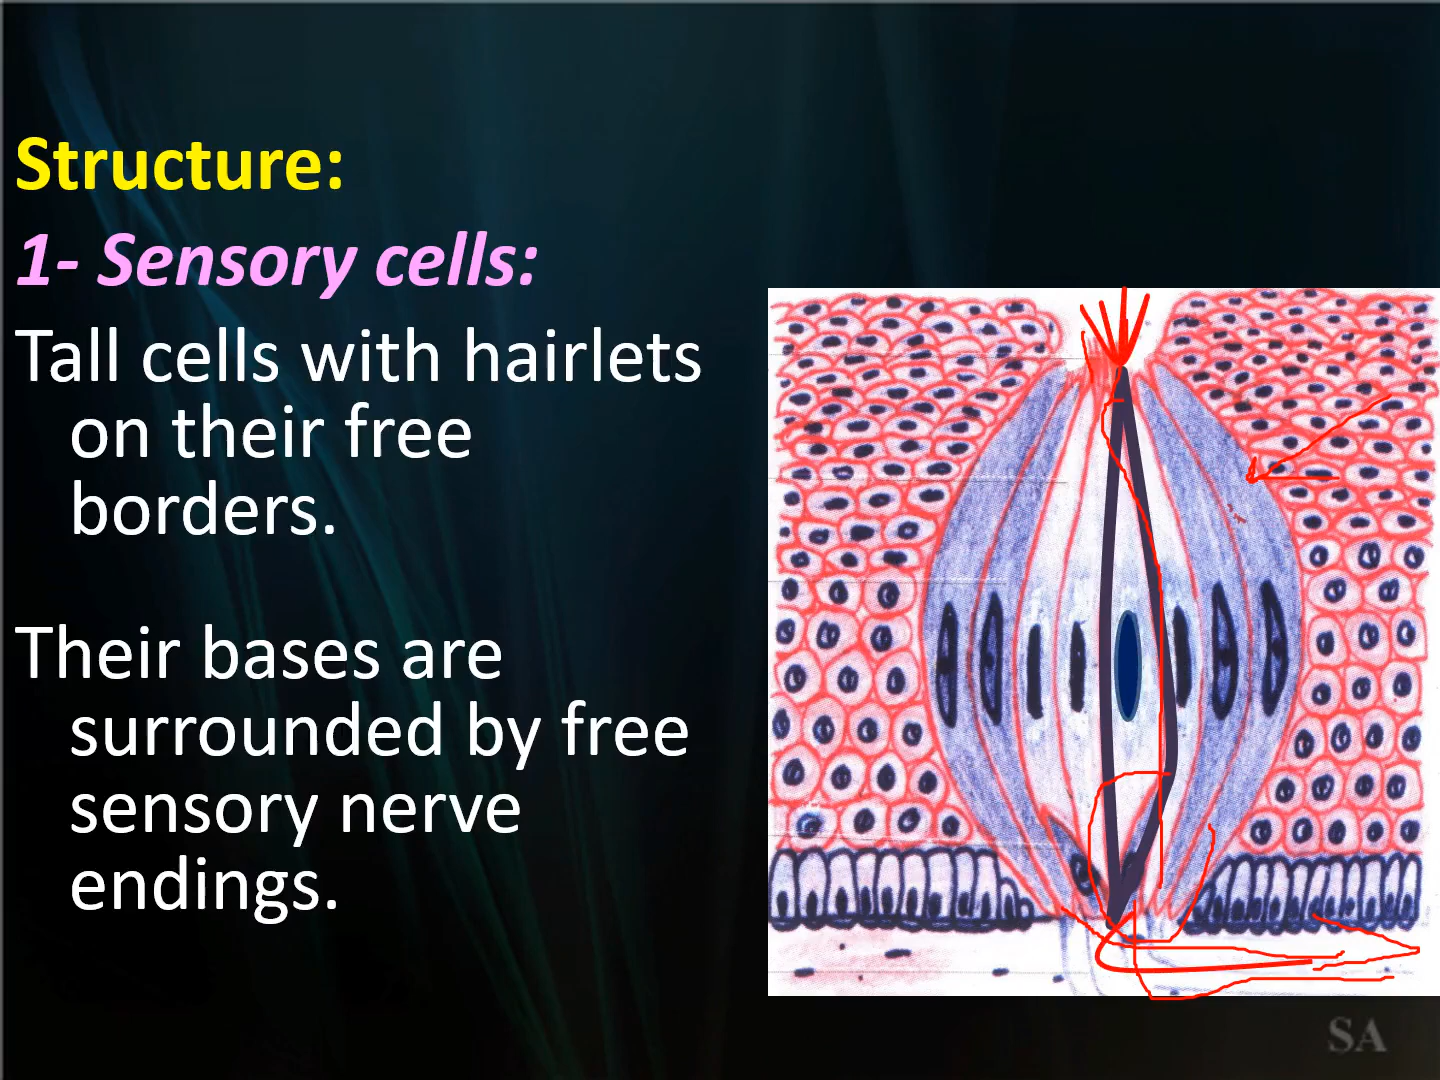 Structure:
1- Sensory cells:
Tall cells with hairlets
on their free
borders.
Their bases are
surrounded by free
sensory nerve
endings.
SA